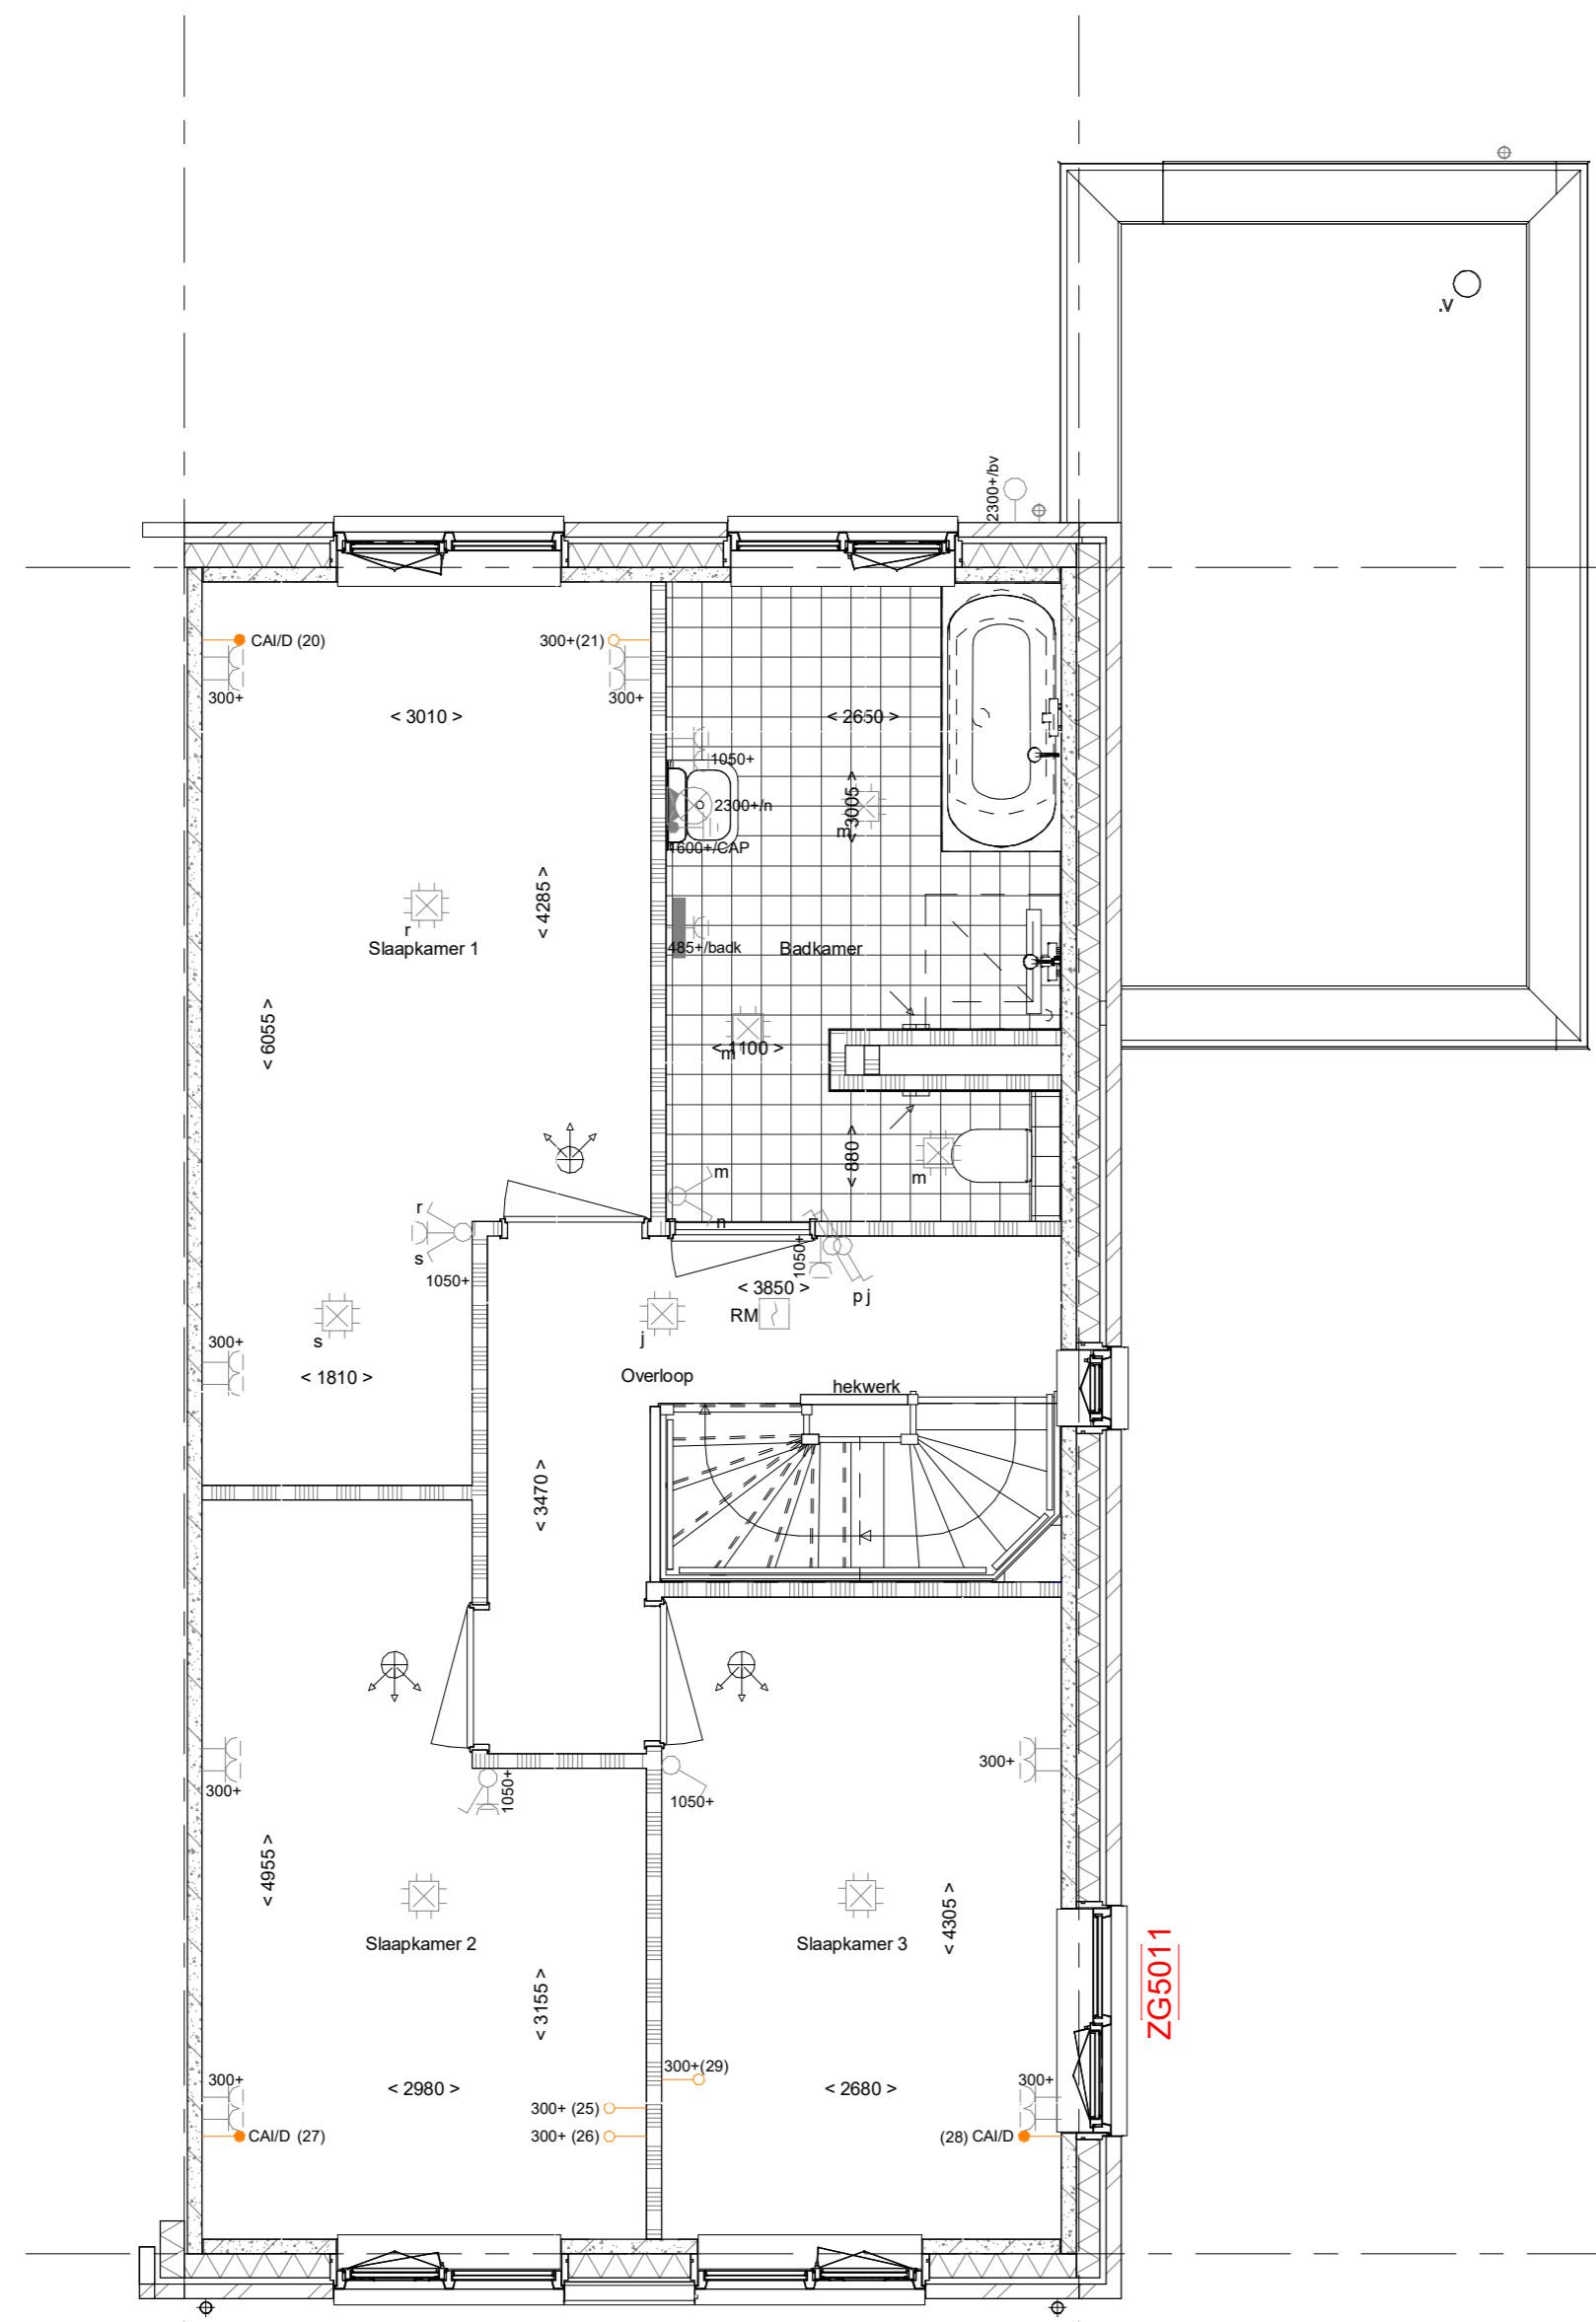 .V
2300+/bv
CAI/D (20)
300+(21)
300+
300+
< 3010 >
< 2650 >
1050+
2300+/n
< 3005 >
m
1600+/CAP
< 4285 >
r
Slaapkamer 1
485+/badk
Badkamer
< 6055 >
< 1100 >
m
< 880 >
m
m
n
r
s
1050+
1050+
< 3850 >
p j
RM
j
s
300+
< 1810 >
Overloop
hekwerk
< 3470 >
300+
1050+
1050+
300+
< 4955 >
< 4305 >
Slaapkamer 2
Slaapkamer 3
ZG5011
< 3155 >
300+(29)
300+
< 2980 >
< 2680 >
300+
300+ (25)
CAI/D (27)
300+ (26)
(28) CAI/D